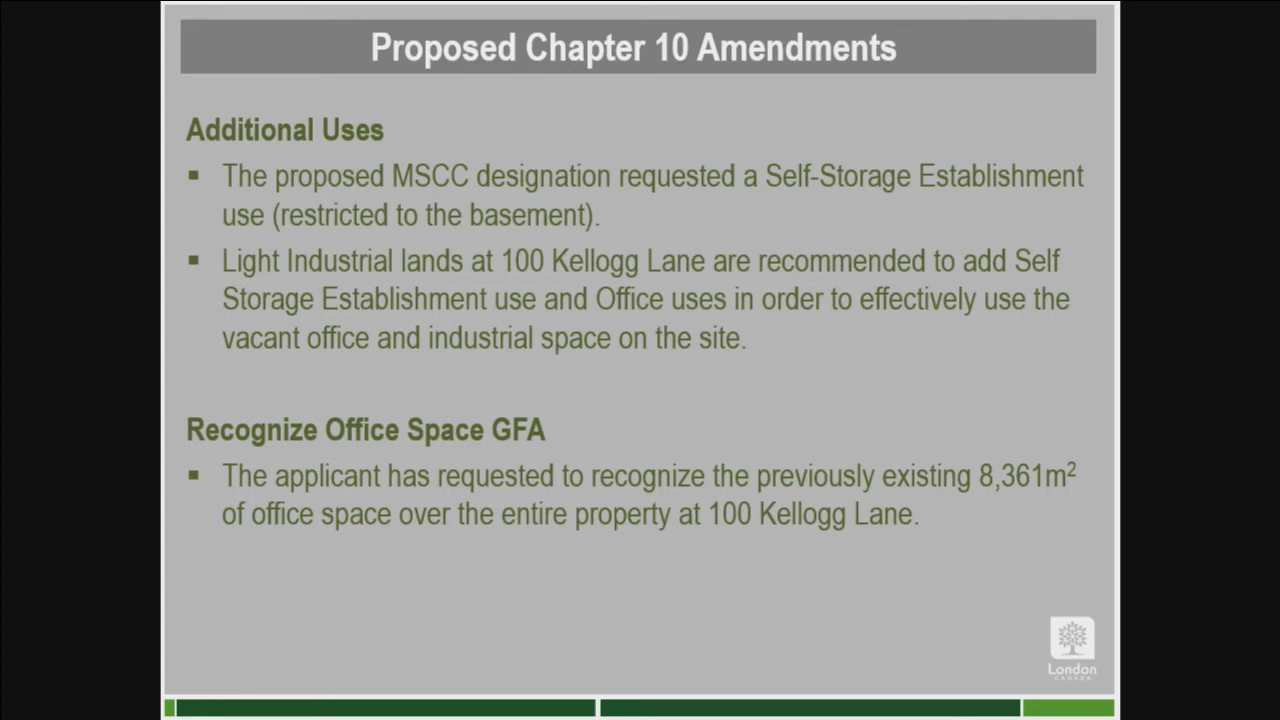 Proposed Chapter 10 Amendments
Additional Uses
▪ The proposed MSCC designation requested a Self-Storage Establishment
use (restricted to the basement).
▪ Light Industrial lands at 100 Kellogg Lane are recommended to add Self
Storage Establishment use and Office uses in order to effectively use the
vacant office and industrial space on the site.
Recognize Office Space GFA
▪ The applicant has requested to recognize the previously existing 8,361m²
of office space over the entire property at 100 Kellogg Lane.
London
CANADA